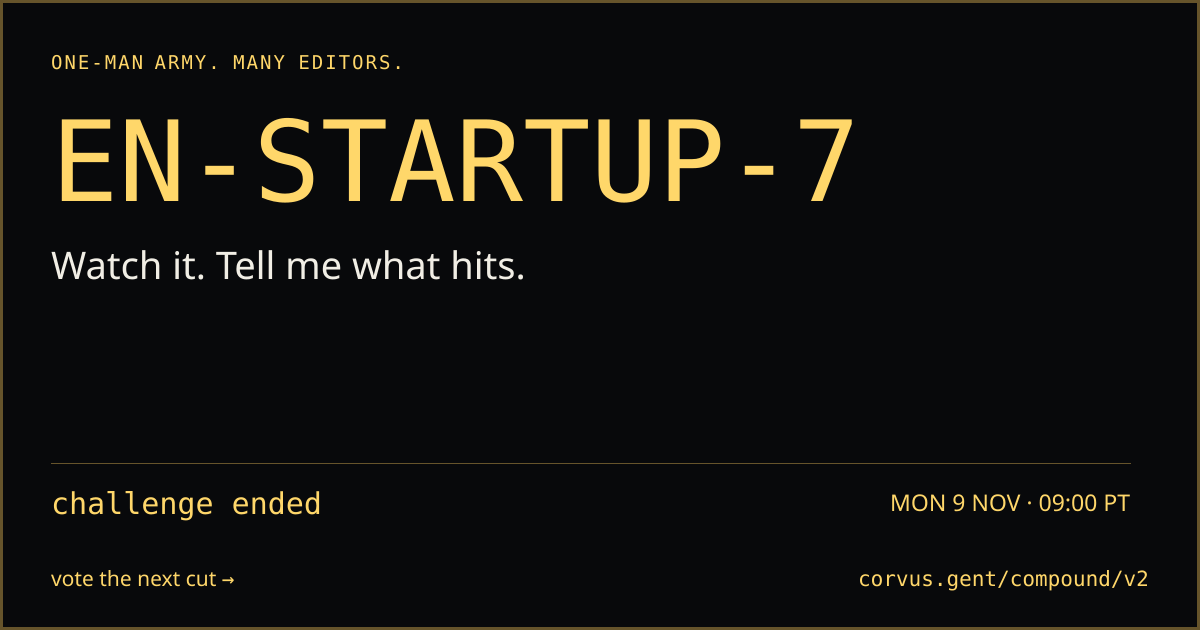 ONE-MAN ARMY. MANY EDITORS.
EN-STARTUP-7
Watch it. Tell me what hits.
challenge ended
MON 9 NOV · 09:00 PT
vote the next cut →
corvus.gent/compound/v2